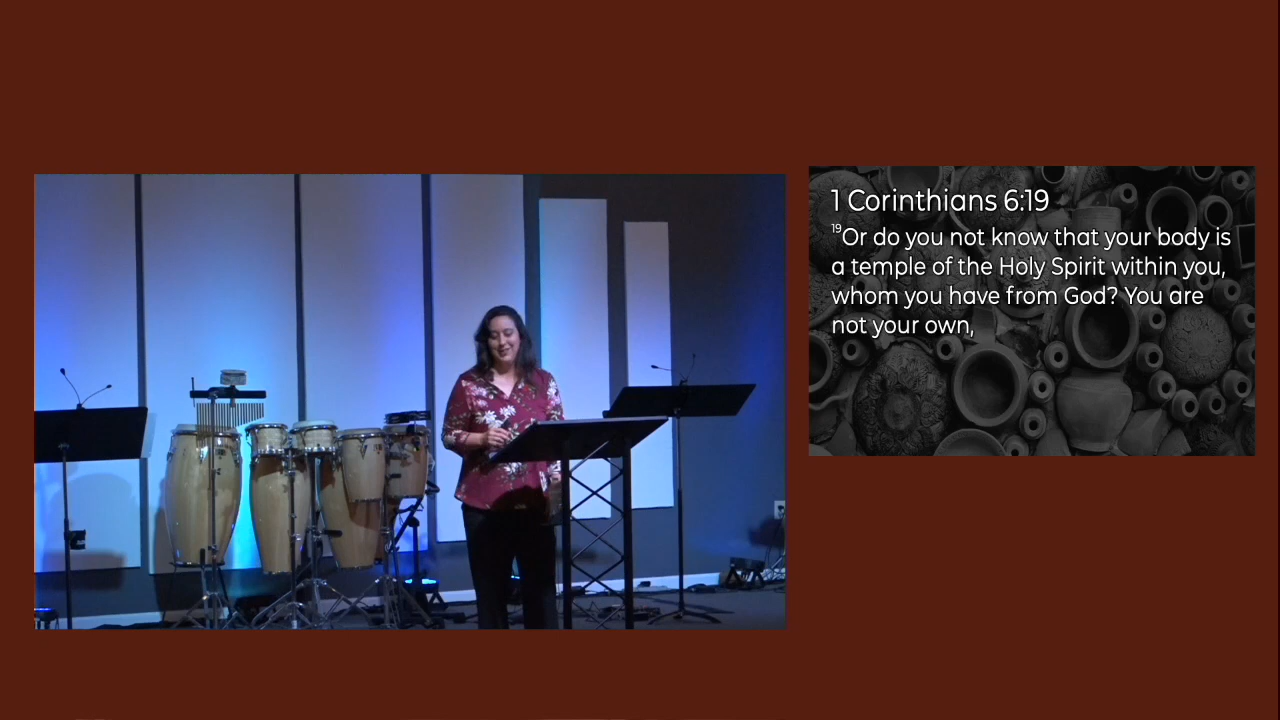 1 Corinthians 6:19
19Or do you not know that your body is
a temple of the Holy Spirit within you,
whom you have from God? You are
not your own,